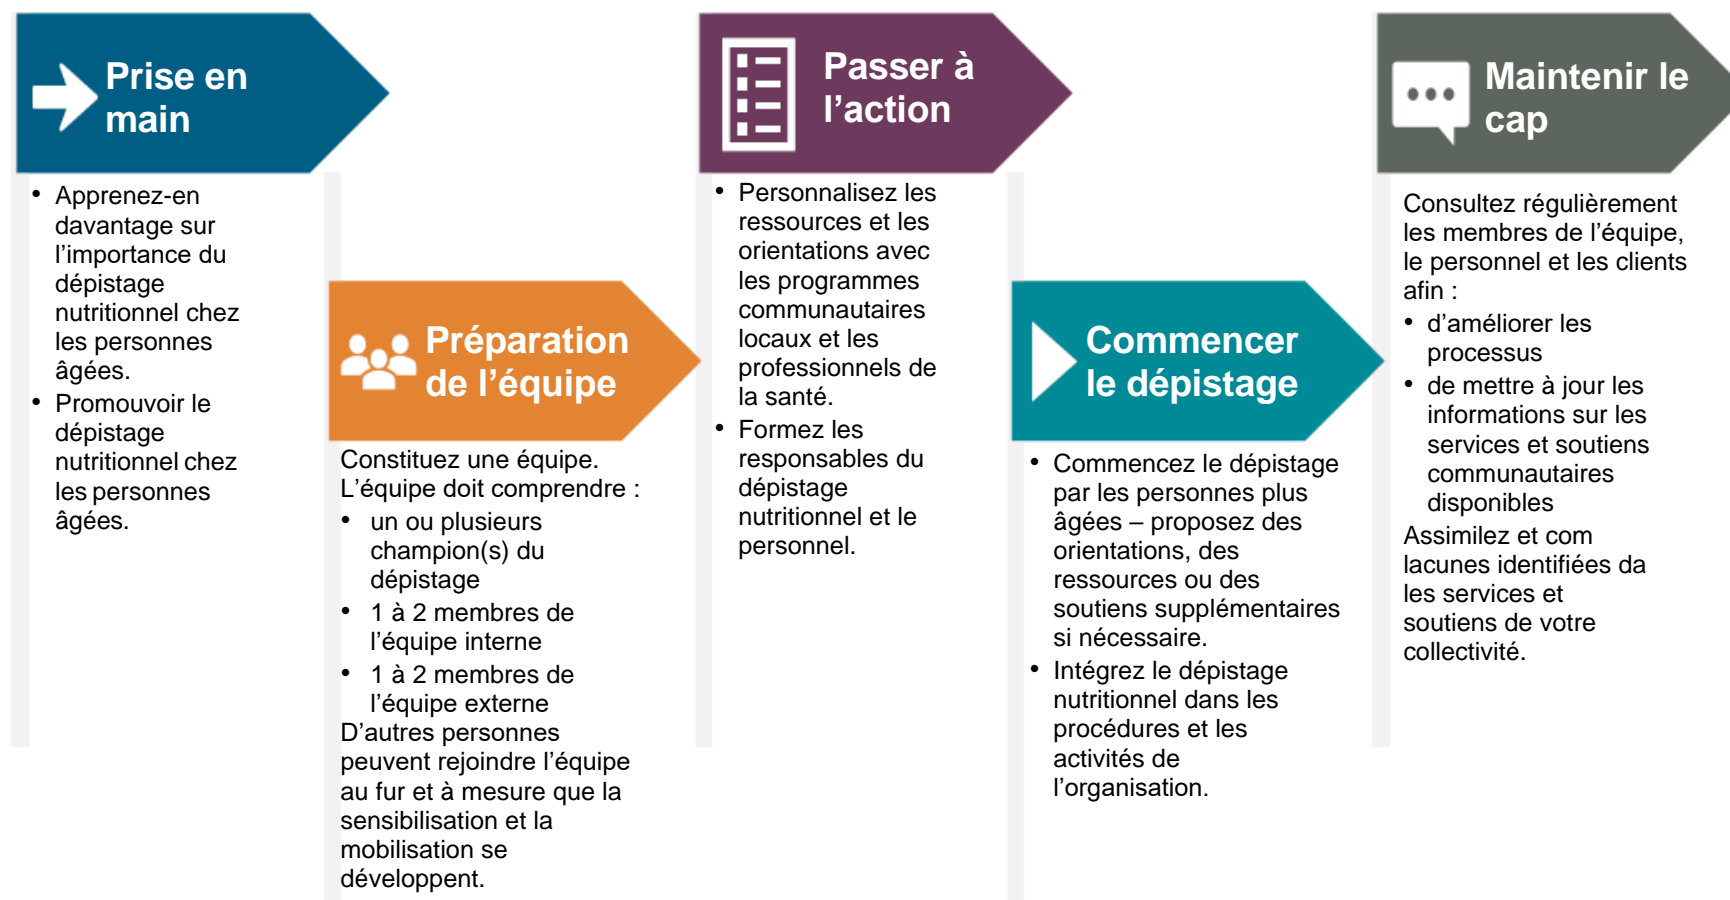 Prise en
main
• Apprenez-en
davantage sur
l’importance du
dépistage
nutritionnel chez
les personnes
âgées.
• Promouvoir le
dépistage
nutritionnel chez
les personnes
âgées.
Préparation
de l’équipe
Constituez une équipe.
L’équipe doit comprendre :
• un ou plusieurs
champion(s) du
dépistage
• 1 à 2 membres de
l’équipe interne
• 1 à 2 membres de
l’équipe externe
D’autres personnes
peuvent rejoindre l’équipe
au fur et à mesure que la
sensibilisation et la
mobilisation se
développent.
Passer à
l’action
• Personnalisez les
ressources et les
orientations avec
les programmes
communautaires
locaux et les
professionnels de
la santé.
• Formez les
responsables du
dépistage
nutritionnel et le
personnel.
Commencer
le dépistage
• Commencez le dépistage
par les personnes plus
âgées – proposez des
orientations, des
ressources ou des
soutiens supplémentaires
si nécessaire.
• Intégrez le dépistage
nutritionnel dans les
procédures et les
activités de
l’organisation.
Maintenir le
cap
Consultez régulièrement
les membres de l’équipe,
le personnel et les clients
afin :
• d’améliorer les
processus
• de mettre à jour les
informations sur les
services et soutiens
communautaires
disponibles
Assimilez et com
lacunes identifiées da
les services et
soutiens de votre
collectivité.